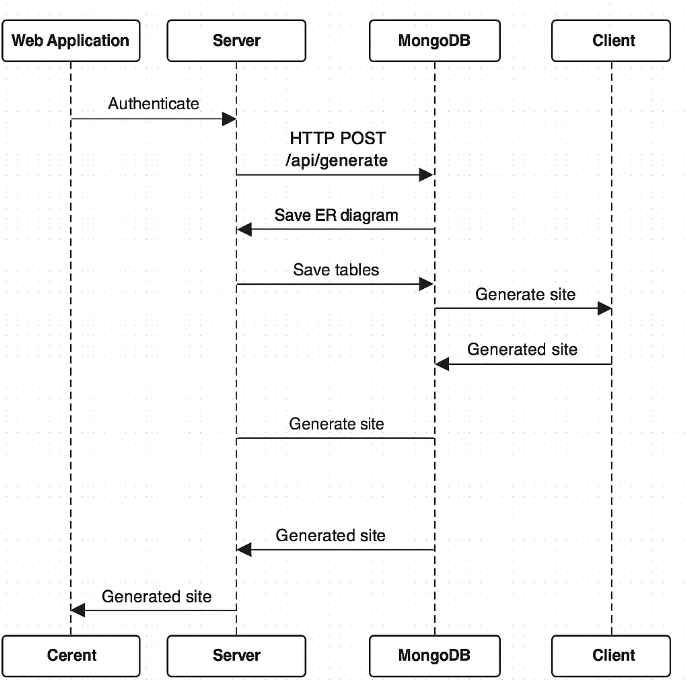 Web Application
Server
MongoDB
Client
Authenticate
HTTP POST
/api/generate
Save ER diagram
Save tables
Generate site
Generated site
Generate site
Generated site
Generated site
Cerent
Server
MongoDB
Client